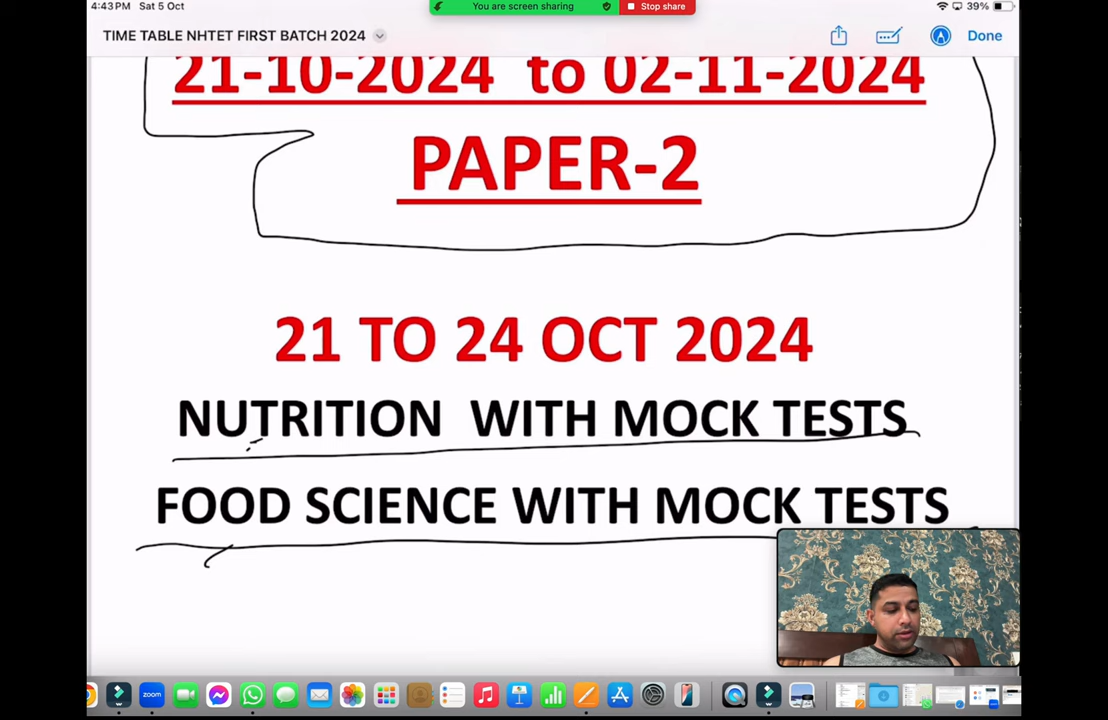 4:43PM Sat 5 Oct
You are screen sharing
Stop share
39%
TIME TABLE NHTET FIRST BATCH 2024
Done
21-10-2024 to 02-11-2024
PAPER-2
21 TO 24 OCT 2024
NUTRITION WITH MOCK TESTS
FOOD SCIENCE WITH MOCK TESTS
zoom